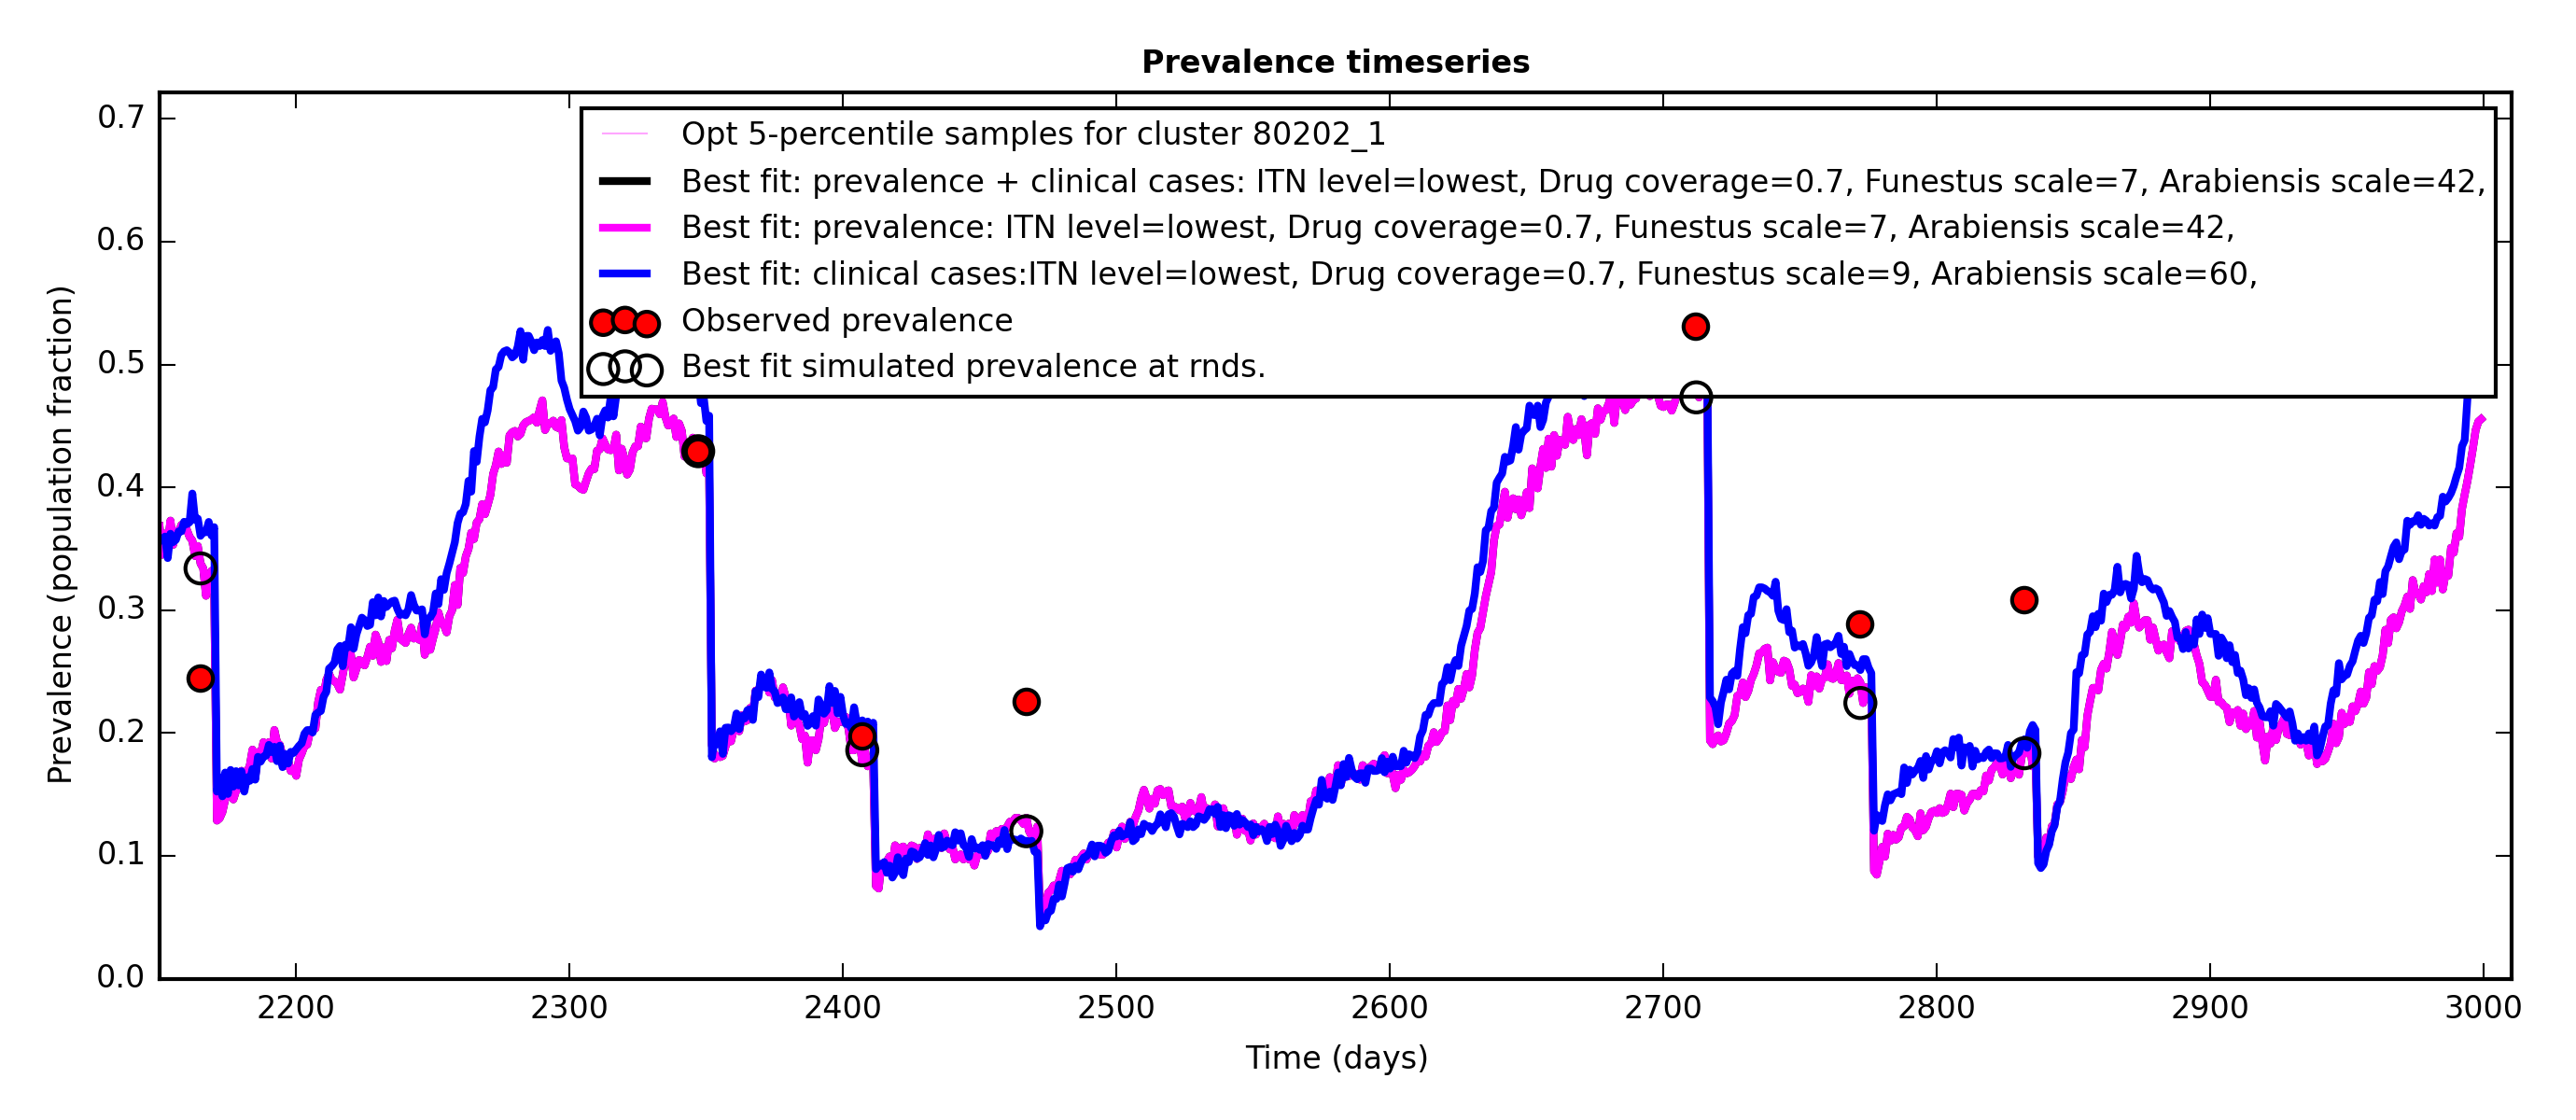 Prevalence timeseries
Opt 5-percentile samples for cluster 80202_1
Best fit: prevalence + clinical cases: ITN level=lowest, Drug coverage=0.7, Funestus scale=7, Arabiensis scale=42,
Best fit: prevalence: ITN level=lowest, Drug coverage=0.7, Funestus scale=7, Arabiensis scale=42,
Best fit: clinical cases:ITN level=lowest, Drug coverage=0.7, Funestus scale=9, Arabiensis scale=60,
Observed prevalence
Best fit simulated prevalence at rnds.
Prevalence (population fraction)
0.7
0.6
0.5
0.4
0.3
0.2
0.1
0.0
2200 2300 2400 2500 2600 2700 2800 2900 3000
Time (days)